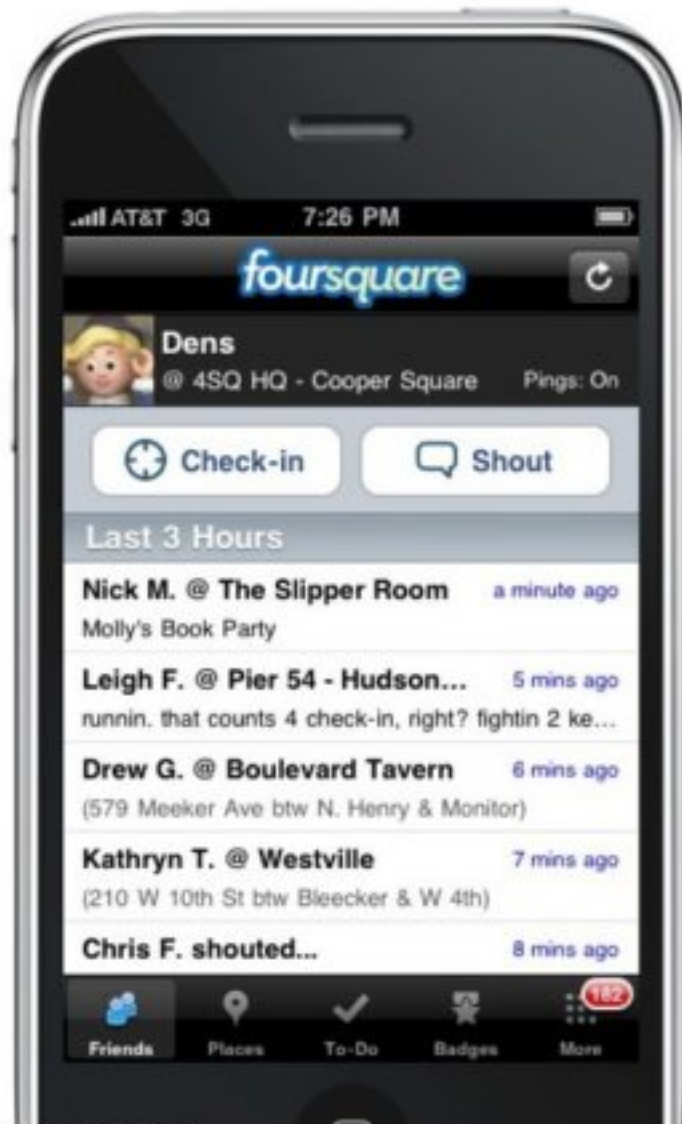 AT&T 3G 7:26 PM
foursquare
Dens
@ 4SQ HQ - Cooper Square Pings: On
Check-in Shout
Last 3 Hours
Nick M. @ The Slipper Room a minute ago
Molly's Book Party
Leigh F. @ Pier 54 - Hudson... 5 mins ago
runnin. that counts 4 check-in, right? fightin 2 ke...
Drew G. @ Boulevard Tavern 6 mins ago
(579 Meeker Ave btw N. Henry & Monitor)
Kathryn T. @ Westville 7 mins ago
(210 W 10th St btw Bleecker & W 4th)
Chris F. shouted... 8 mins ago
182
Friends Places To-Do Badges More